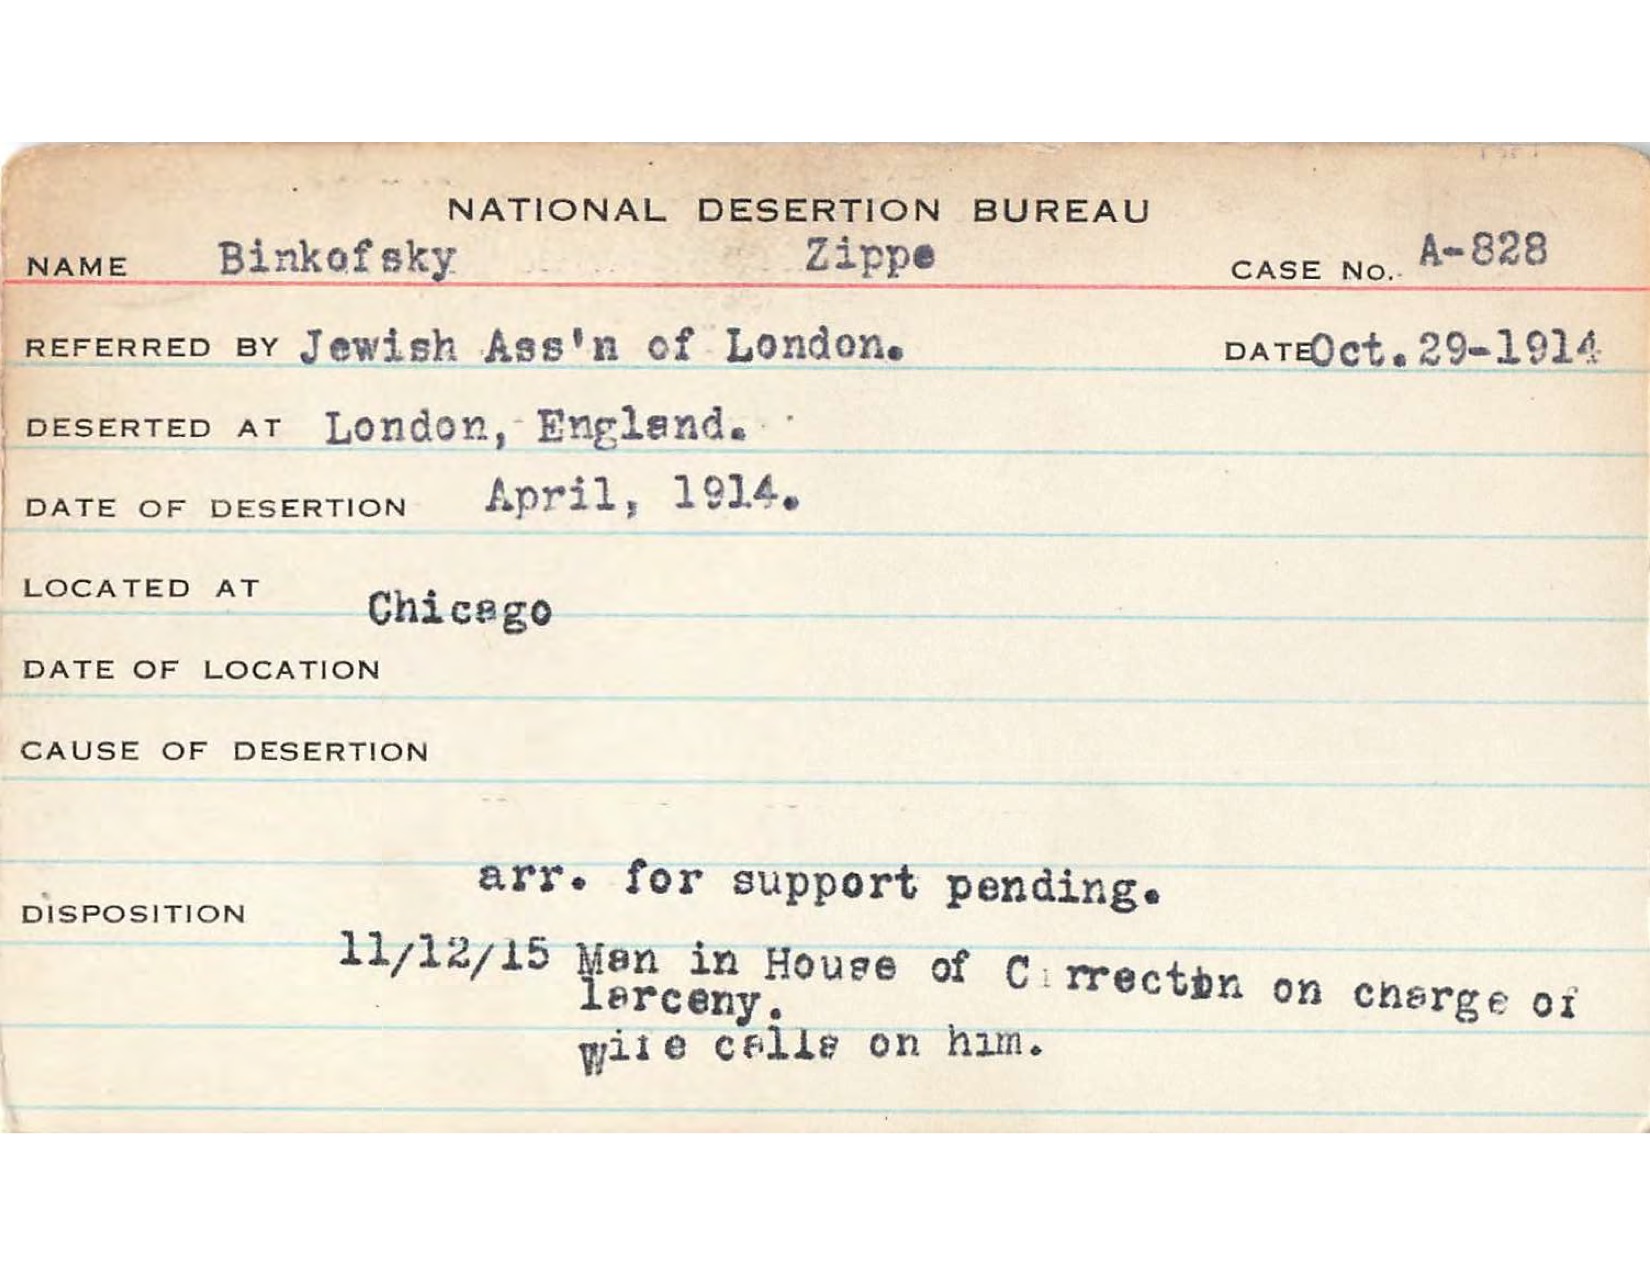 NATIONAL DESERTION BUREAU
NAME Binkofsky Zippe CASE No. A-828
REFERRED BY Jewish Ass'n of London. DATE Oct. 29-1914
DESERTED AT London, England.
DATE OF DESERTION April, 1914.
LOCATED AT Chicago
DATE OF LOCATION
CAUSE OF DESERTION
arr. for support pending.
DISPOSITION
11/12/15 Man in House of Correctin on charge of
larceny.
wife calls on him.